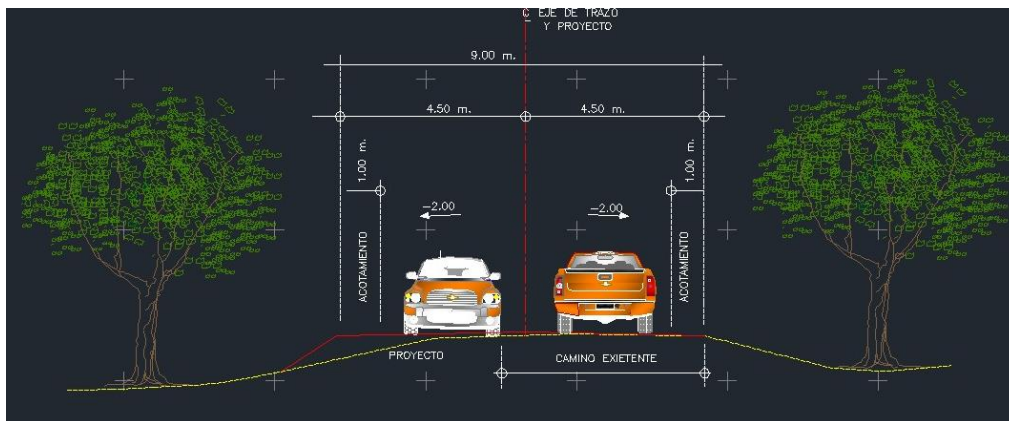 ℄ EJE DE TRAZO
Y PROYECTO
9.00 m.
4.50 m.
4.50 m.
1.00 m.
1.00 m.
-2.00
-2.00
ACOTAMIENTO
ACOTAMIENTO
PROYECTO
CAMINO EXIETENTE